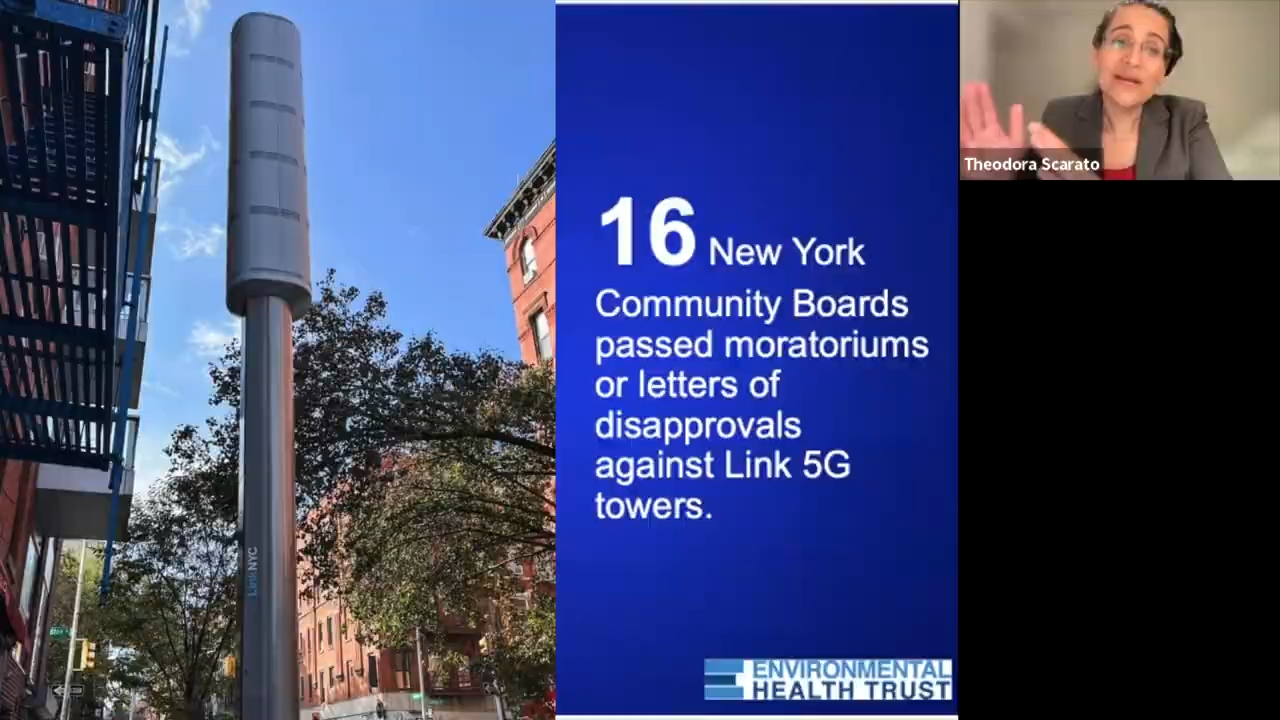 16 New York
Community Boards
passed moratoriums
or letters of
disapprovals
against Link 5G
towers.
ENVIRONMENTAL
HEALTH TRUST
Theodora Scarato
LinkNYC